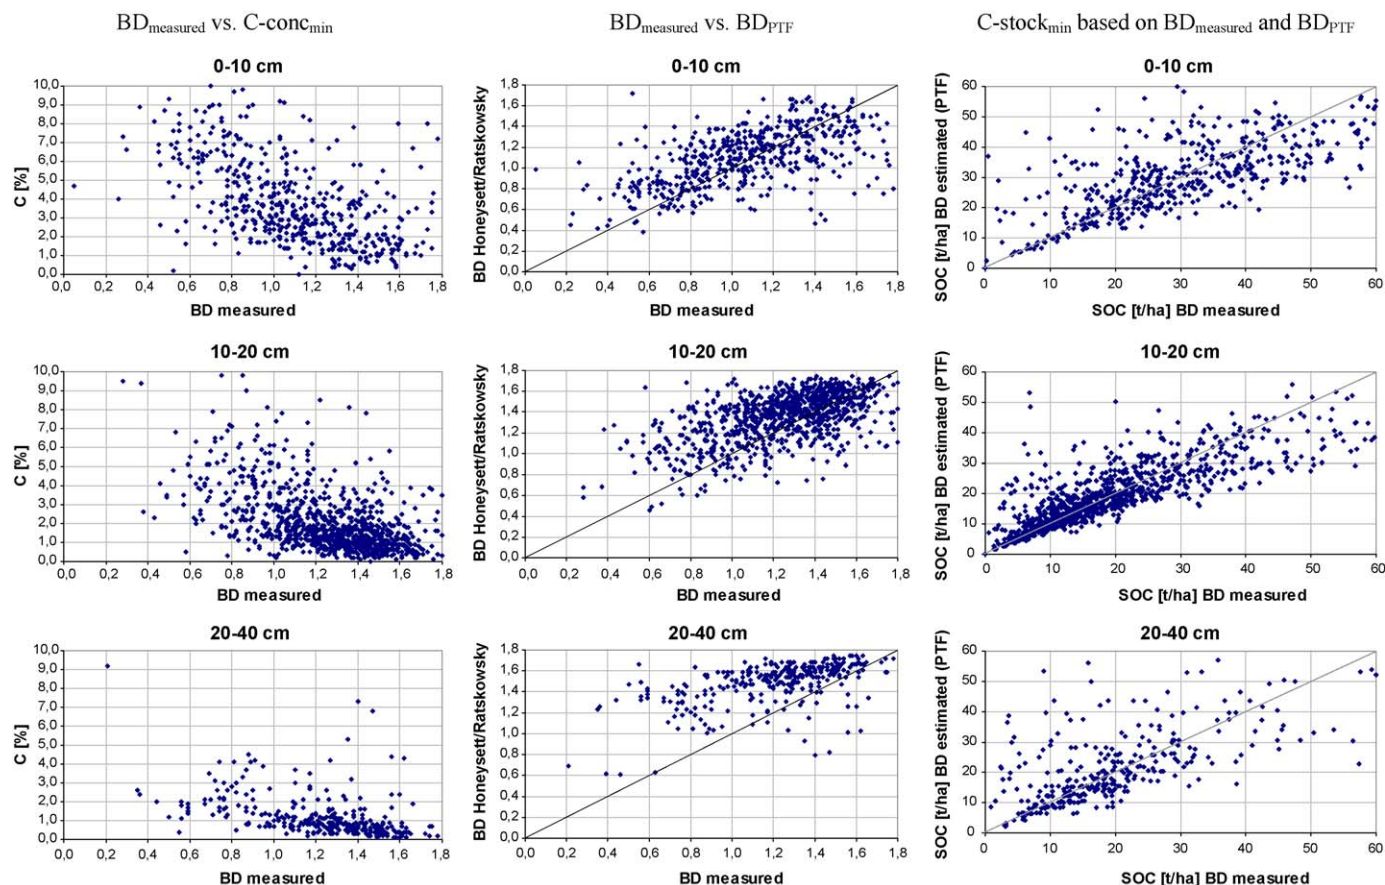 BDmeasured vs. C-concmin
BDmeasured vs. BDPTF
C-stockmin based on BDmeasured and BDPTF
0-10 cm
C [%]
10,0
9,0
8,0
7,0
6,0
5,0
4,0
3,0
2,0
1,0
0,0
0,0 0,2 0,4 0,6 0,8 1,0 1,2 1,4 1,6 1,8
BD measured
0-10 cm
BD Honeysett/Ratskowsky
1,8
1,6
1,4
1,2
1,0
0,8
0,6
0,4
0,2
0,0
0,0 0,2 0,4 0,6 0,8 1,0 1,2 1,4 1,6 1,8
BD measured
0-10 cm
SOC [t/ha] BD estimated (PTF)
60
50
40
30
20
10
0
0 10 20 30 40 50 60
SOC [t/ha] BD measured
10-20 cm
C [%]
10,0
9,0
8,0
7,0
6,0
5,0
4,0
3,0
2,0
1,0
0,0
0,0 0,2 0,4 0,6 0,8 1,0 1,2 1,4 1,6 1,8
BD measured
10-20 cm
BD Honeysett/Ratskowsky
1,8
1,6
1,4
1,2
1,0
0,8
0,6
0,4
0,2
0,0
0,0 0,2 0,4 0,6 0,8 1,0 1,2 1,4 1,6 1,8
BD measured
10-20 cm
SOC [t/ha] BD estimated (PTF)
60
50
40
30
20
10
0
0 10 20 30 40 50 60
SOC [t/ha] BD measured
20-40 cm
C [%]
10,0
9,0
8,0
7,0
6,0
5,0
4,0
3,0
2,0
1,0
0,0
0,0 0,2 0,4 0,6 0,8 1,0 1,2 1,4 1,6 1,8
BD measured
20-40 cm
BD Honeysett/Ratskowsky
1,8
1,6
1,4
1,2
1,0
0,8
0,6
0,4
0,2
0,0
0,0 0,2 0,4 0,6 0,8 1,0 1,2 1,4 1,6 1,8
BD measured
20-40 cm
SOC [t/ha] BD estimated (PTF)
60
50
40
30
20
10
0
0 10 20 30 40 50 60
SOC [t/ha] BD measured